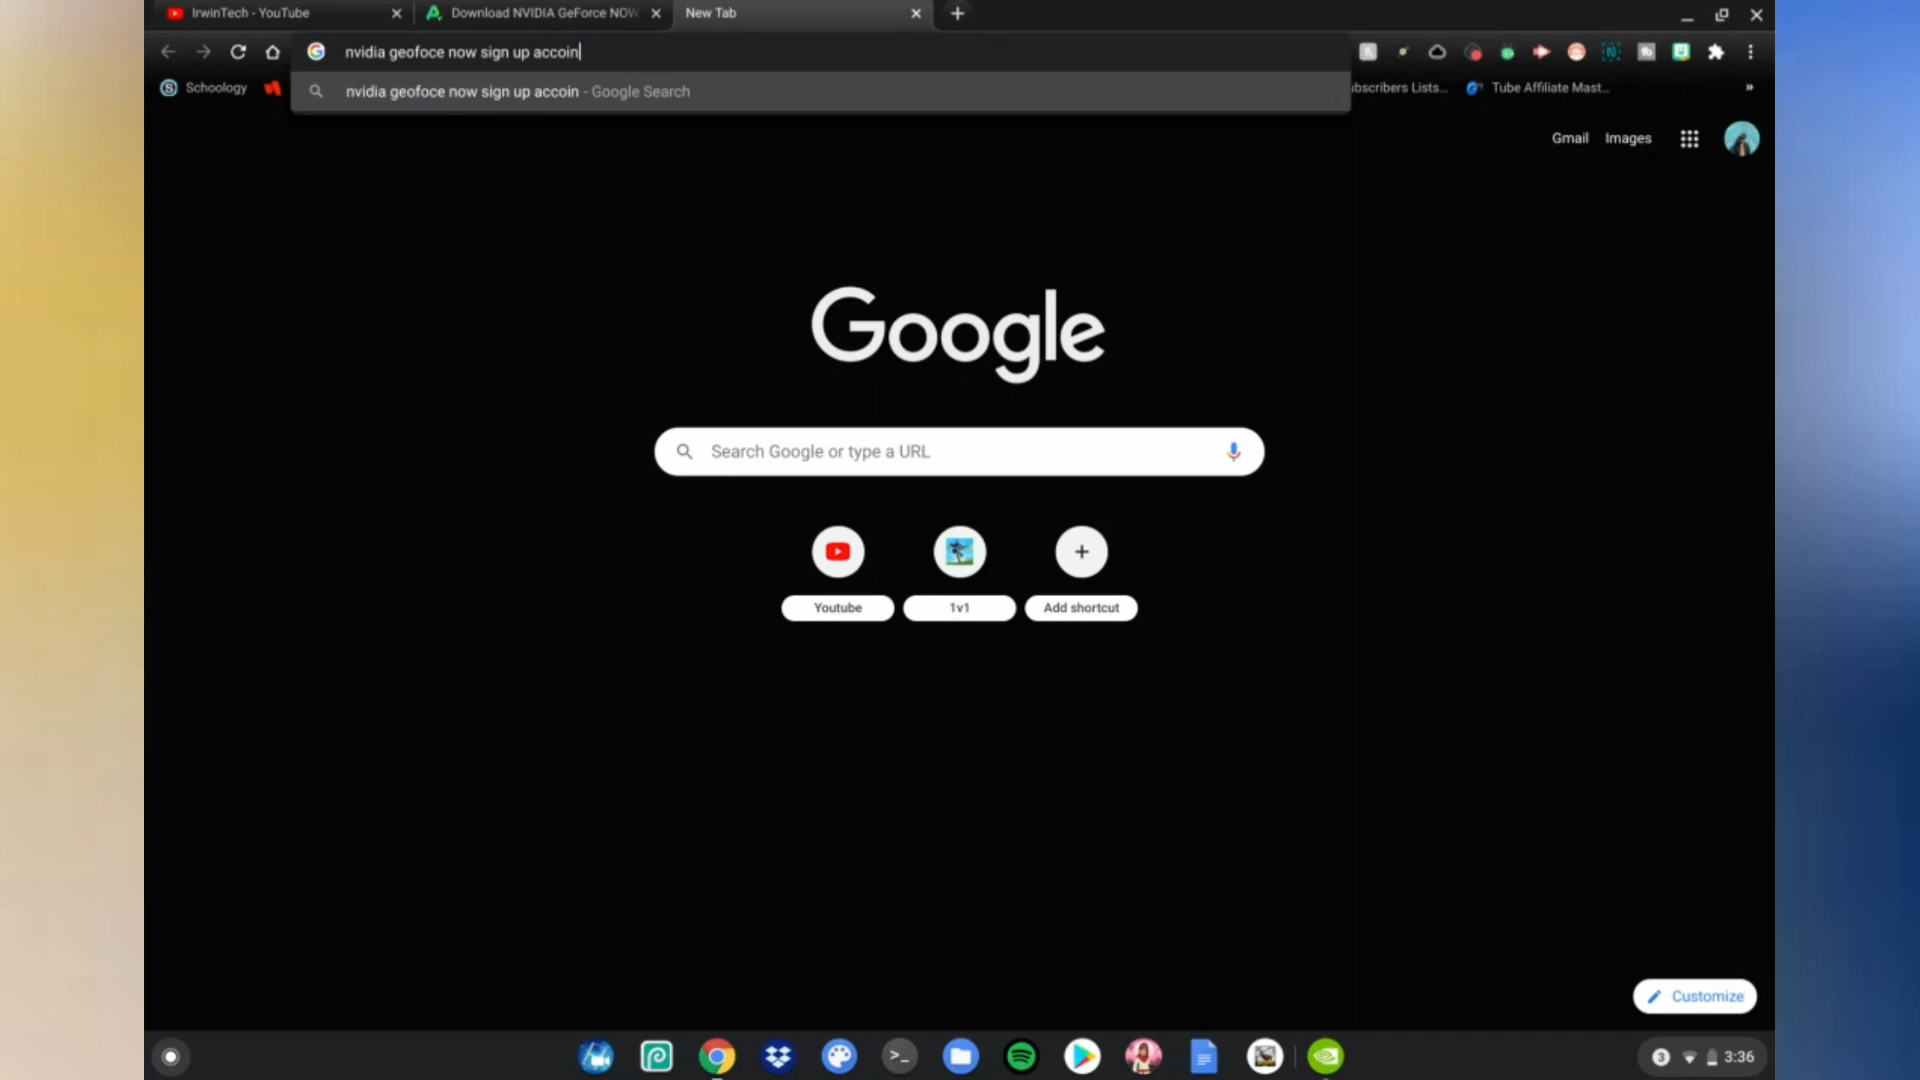 IrwinTech - YouTube
Download NVIDIA GeForce NOW
New Tab
nvidia geofoce now sign up accoin
Schoology
nvidia geofoce now sign up accoin - Google Search
ubscribers Lists...
Tube Affiliate Mast...
Gmail
Images
Google
Search Google or type a URL
Youtube
1v1
Add shortcut
Customize
3
3:36